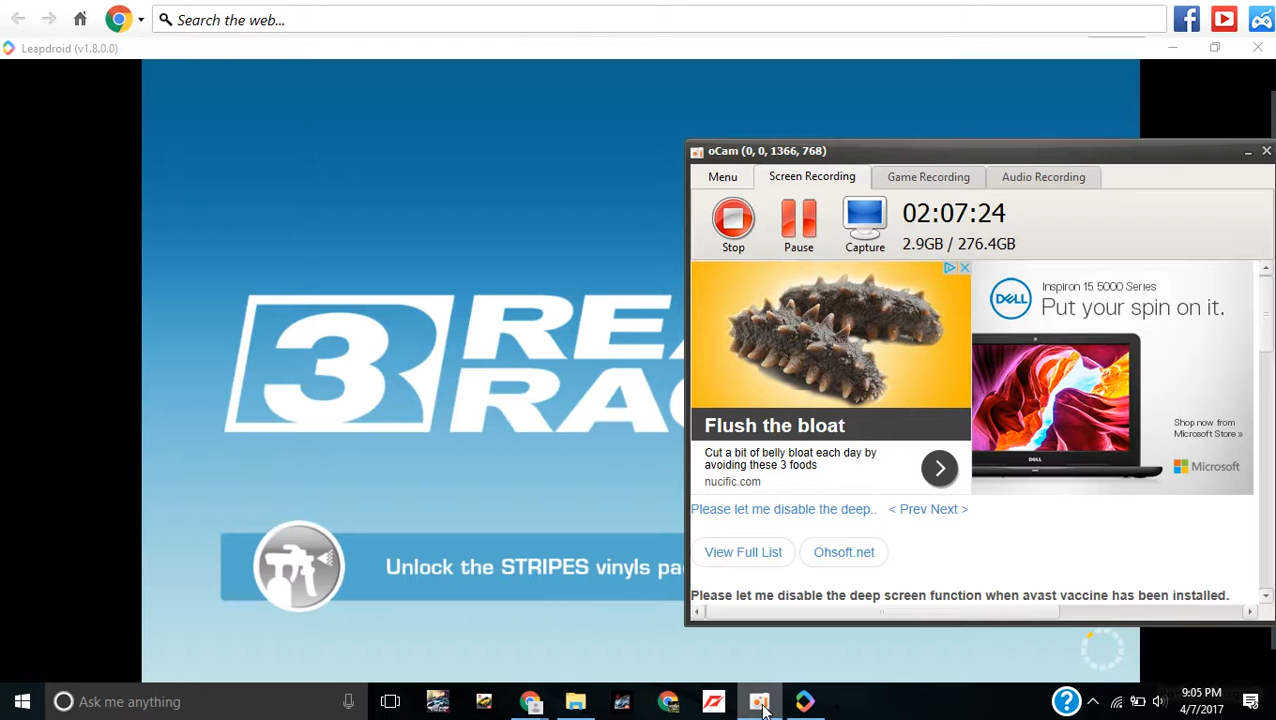 Search the web...
Leapdroid (v1.8.0.0)
oCam (0, 0, 1366, 768)
Menu
Screen Recording
Game Recording
Audio Recording
Stop
Pause
Capture
02:07:24
2.9GB / 276.4GB
3 REA
RAC
Unlock the STRIPES vinyls pa
Flush the bloat
Cut a bit of belly bloat each day by
avoiding these 3 foods
nucific.com
DELL
Inspiron 15 5000 Series
Put your spin on it.
Shop now from
Microsoft Store »
DELL
Microsoft
Please let me disable the deep.. < Prev Next >
View Full List
Ohsoft.net
Please let me disable the deep screen function when avast vaccine has been installed.
Ask me anything
9:05 PM
4/7/2017